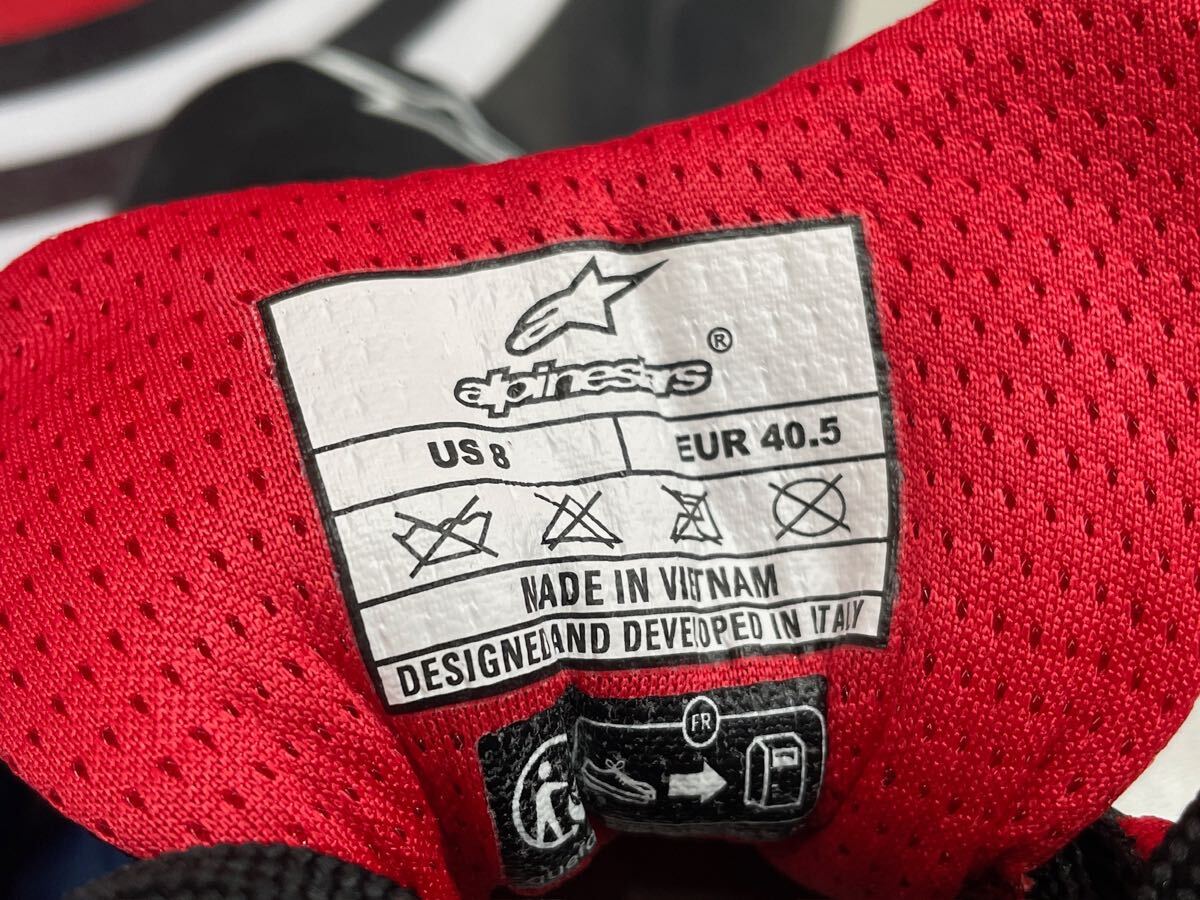 alpinestars®
US 8 EUR 40.5
MADE IN VIETNAM
DESIGNED AND DEVELOPED IN ITALY
FR